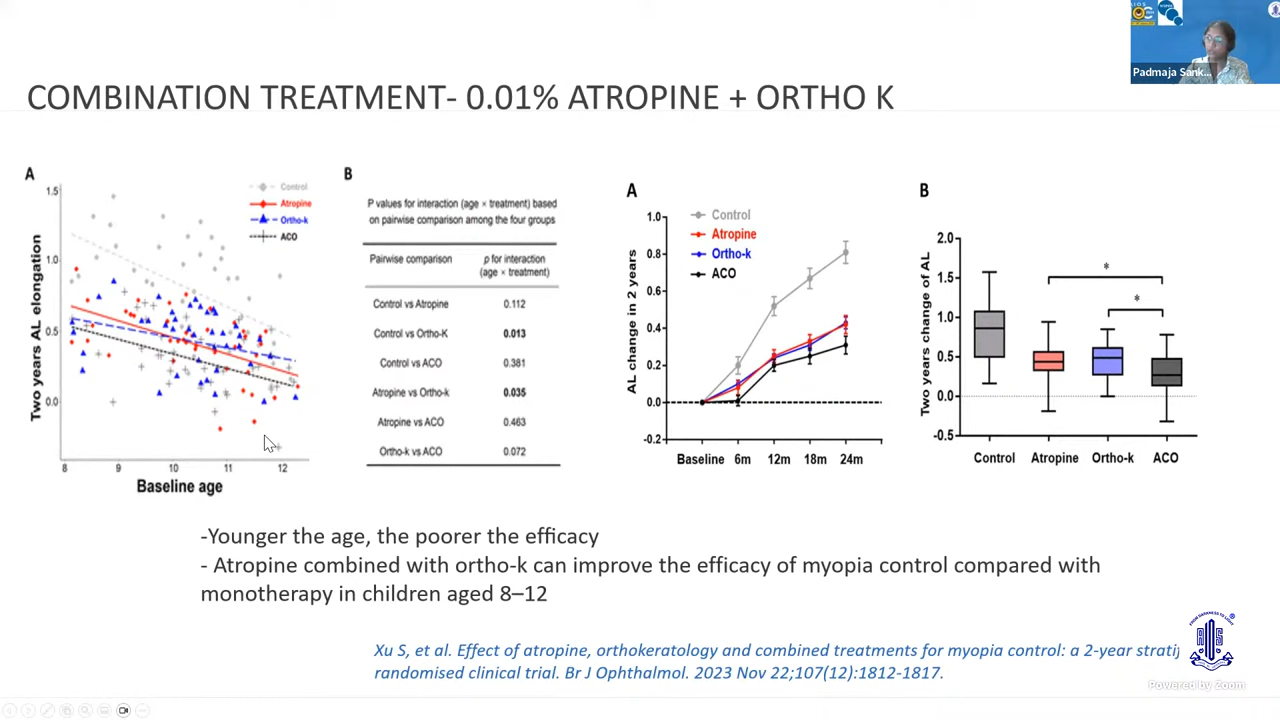 AIOS
Padmaja Sank...
COMBINATION TREATMENT- 0.01% ATROPINE + ORTHO K
A
1.5
1.0
0.5
0.0
Two years AL elongation
8 9 10 11 12
Baseline age
Control
Atropine
Ortho-k
ACO
B
P values for interaction (age × treatment) based
on pairwise comparison among the four groups
Pairwise comparison p for interaction
(age × treatment)
Control vs Atropine 0.112
Control vs Ortho-K 0.013
Control vs ACO 0.381
Atropine vs Ortho-k 0.035
Atropine vs ACO 0.463
Ortho-k vs ACO 0.072
A
1.0
0.8
0.6
0.4
0.2
0.0
-0.2
AL change in 2 years
Control
Atropine
Ortho-k
ACO
Baseline 6m 12m 18m 24m
B
2.0
1.5
1.0
0.5
0.0
-0.5
Two years change of AL
*
*
Control Atropine Ortho-k ACO
-Younger the age, the poorer the efficacy
- Atropine combined with ortho-k can improve the efficacy of myopia control compared with
monotherapy in children aged 8–12
Xu S, et al. Effect of atropine, orthokeratology and combined treatments for myopia control: a 2-year strati
randomised clinical trial. Br J Ophthalmol. 2023 Nov 22;107(12):1812-1817.
Powered by Zoom